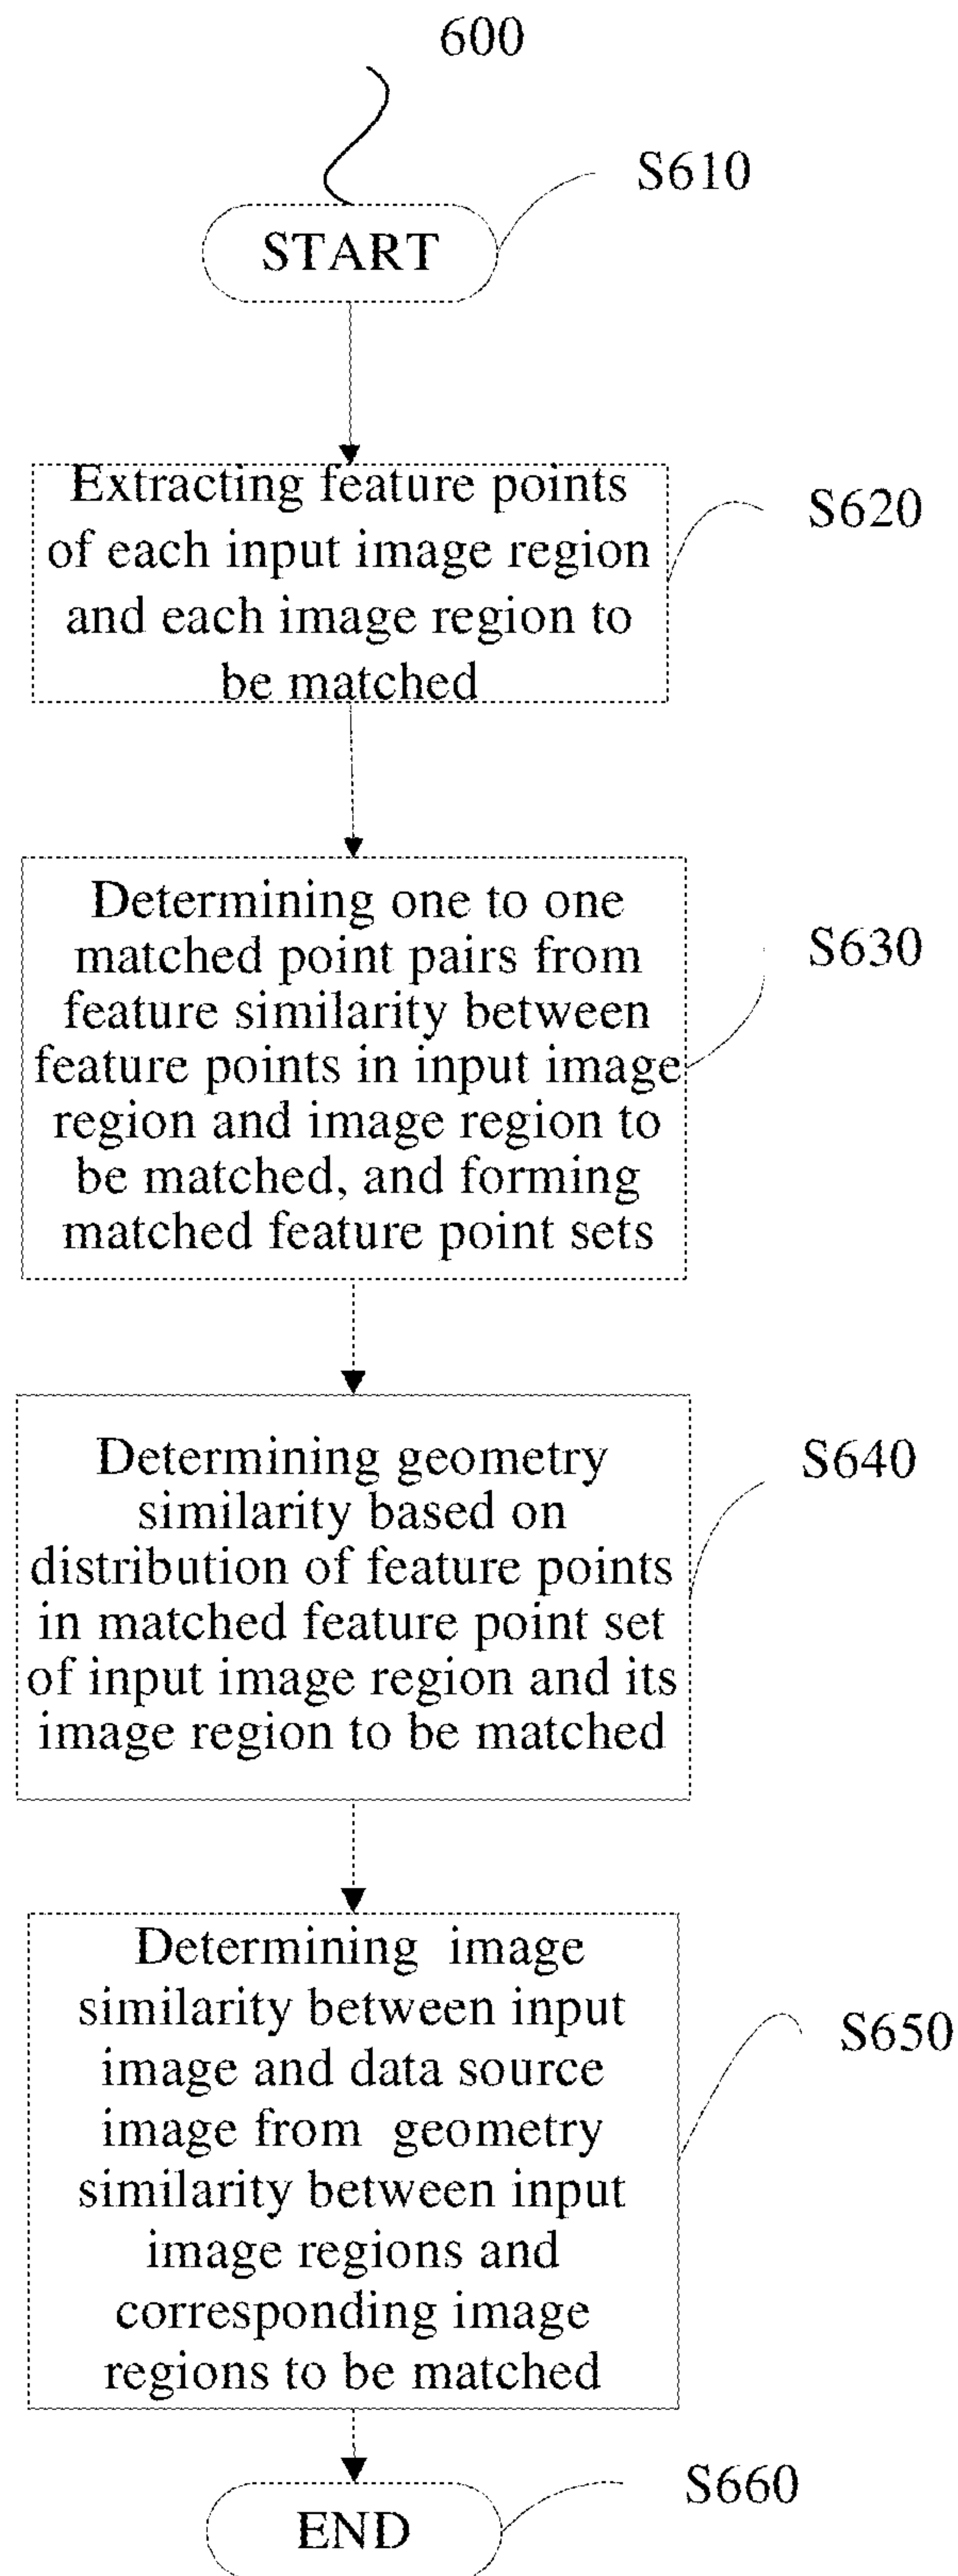 600
S610
START
Extracting feature points
of each input image region
and each image region to
be matched
S620
Determining one to one
matched point pairs from
feature similarity between
feature points in input image
region and image region to
be matched, and forming
matched feature point sets
S630
Determining geometry
similarity based on
distribution of feature points
in matched feature point set
of input image region and its
image region to be matched
S640
Determining image
similarity between input
image and data source
image from geometry
similarity between input
image regions and
corresponding image
regions to be matched
S650
S660
END